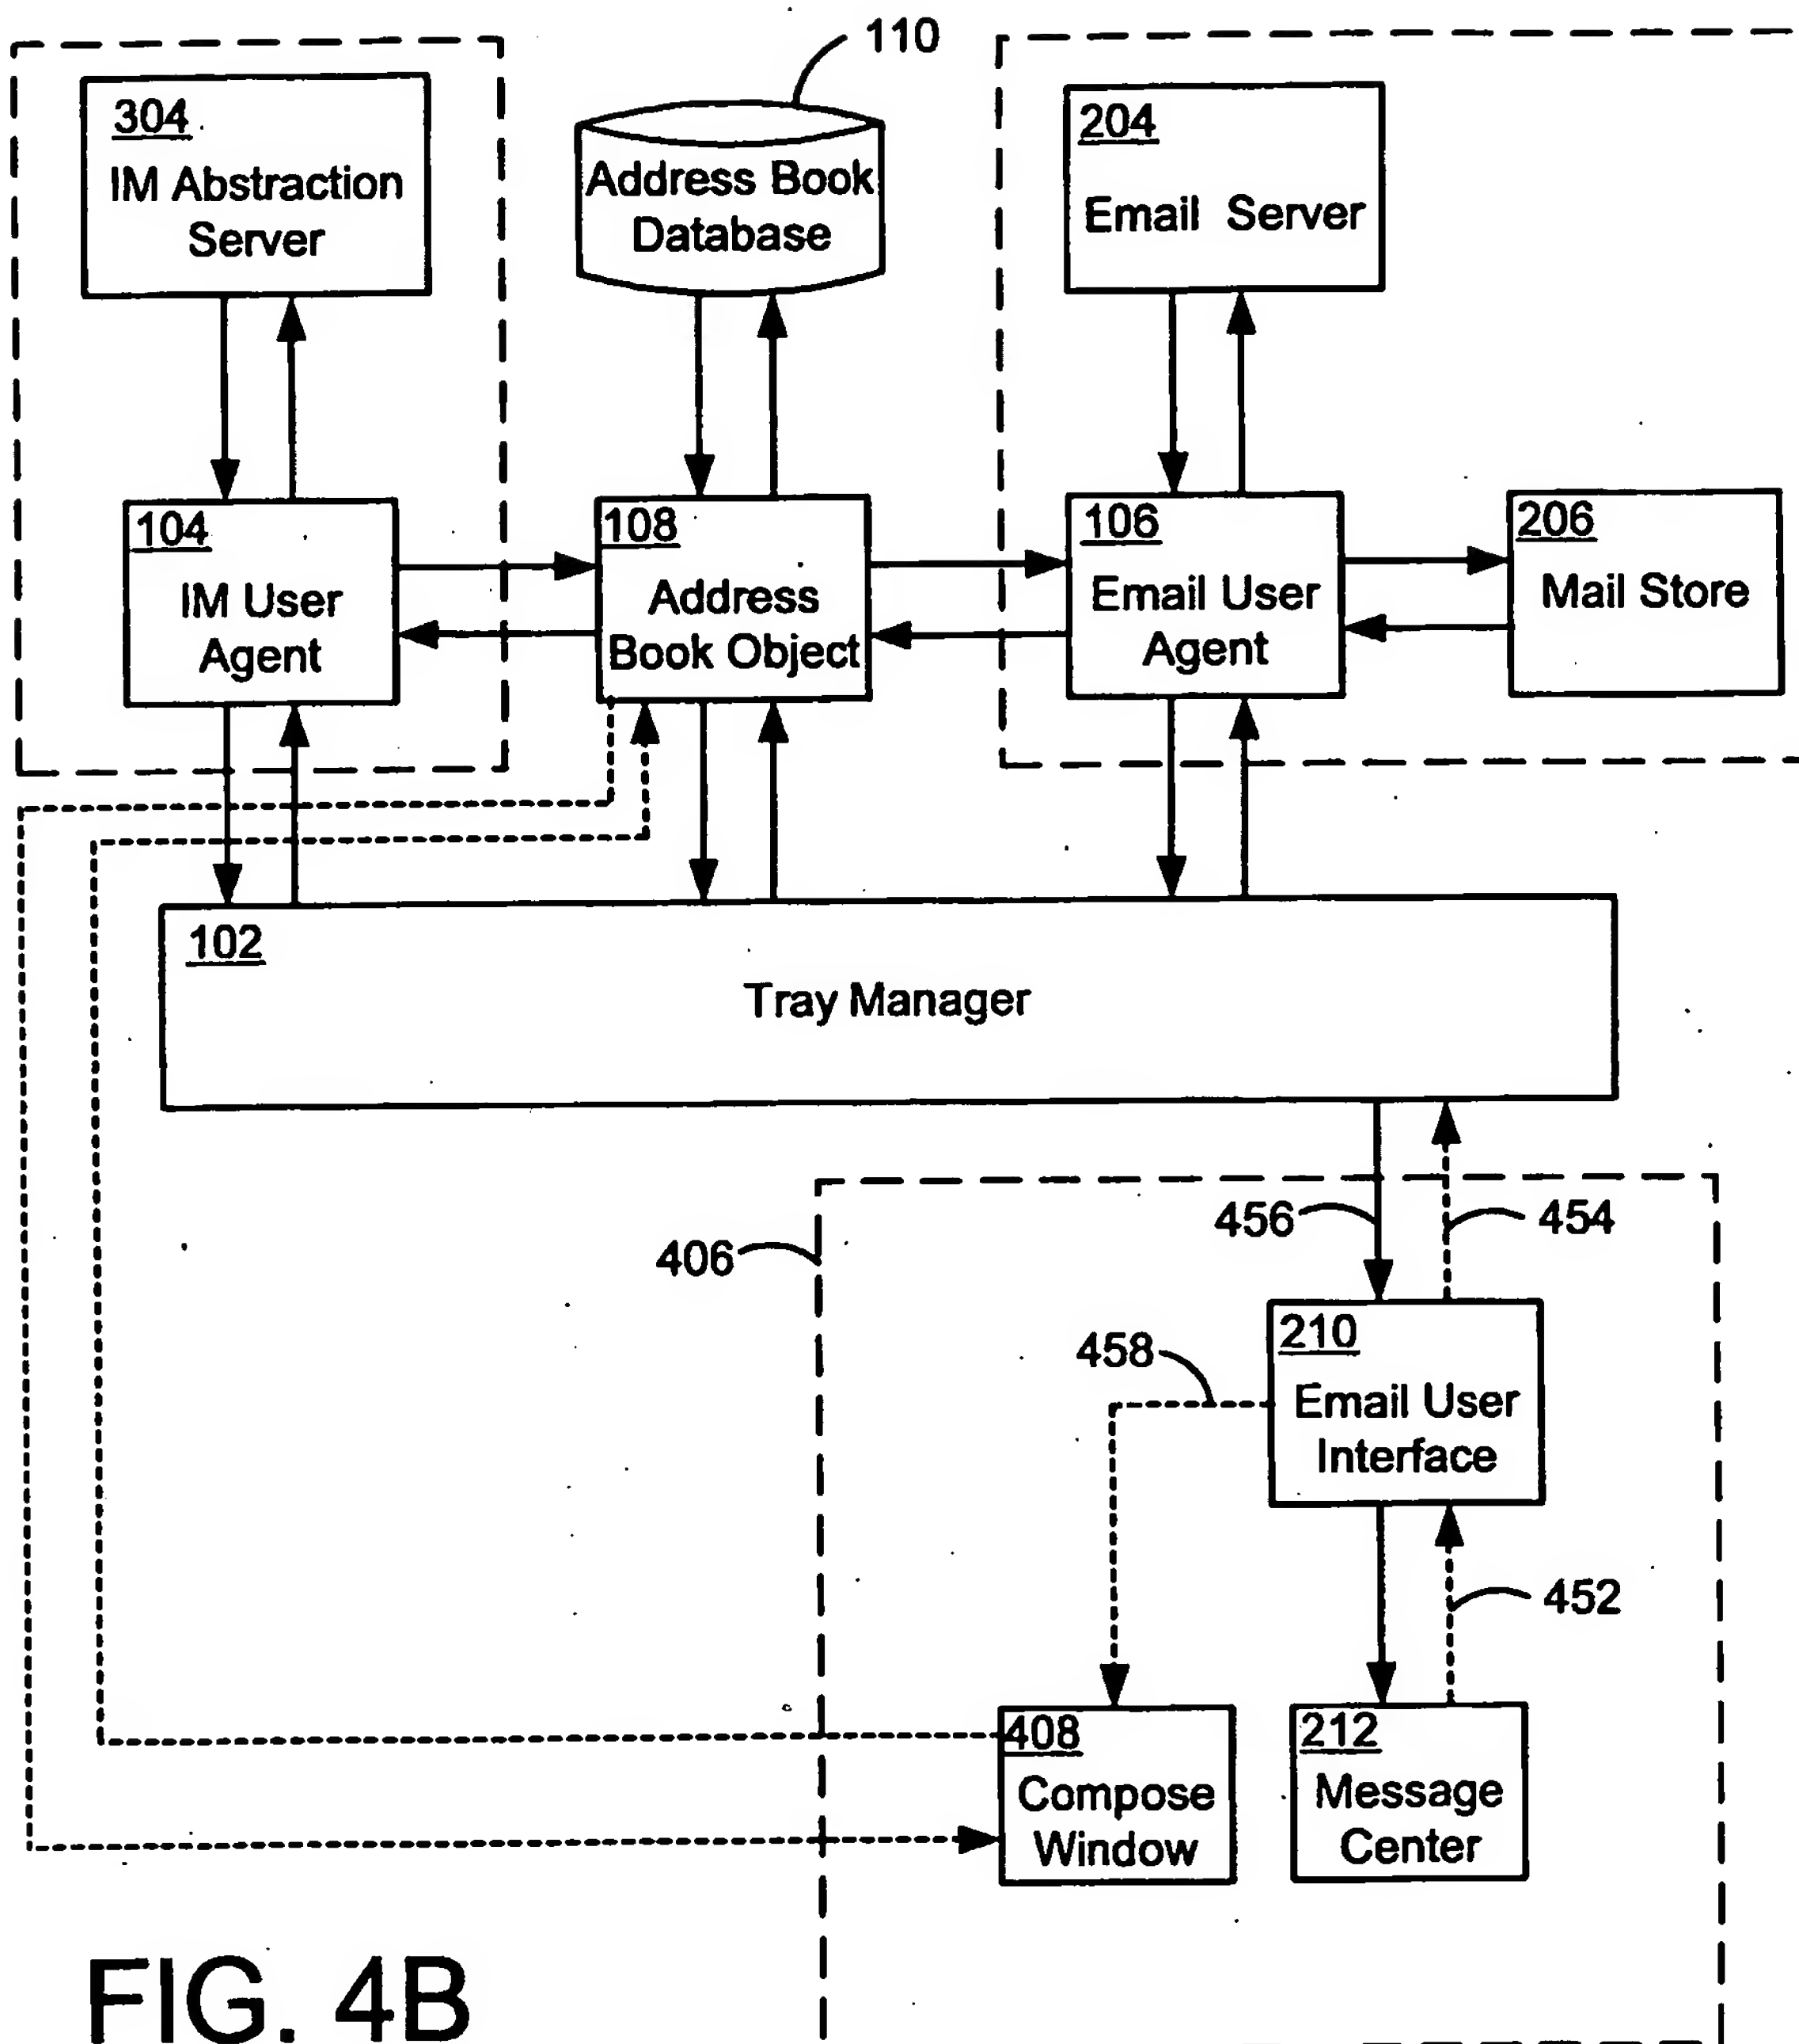 110
304
IM Abstraction
Server
Address Book
Database
204
Email Server
104
IM User
Agent
108
Address
Book Object
106
Email User
Agent
206
Mail Store
102
Tray Manager
456
454
406
210
Email User
Interface
458
452
408
Compose
Window
212
Message
Center
FIG. 4B